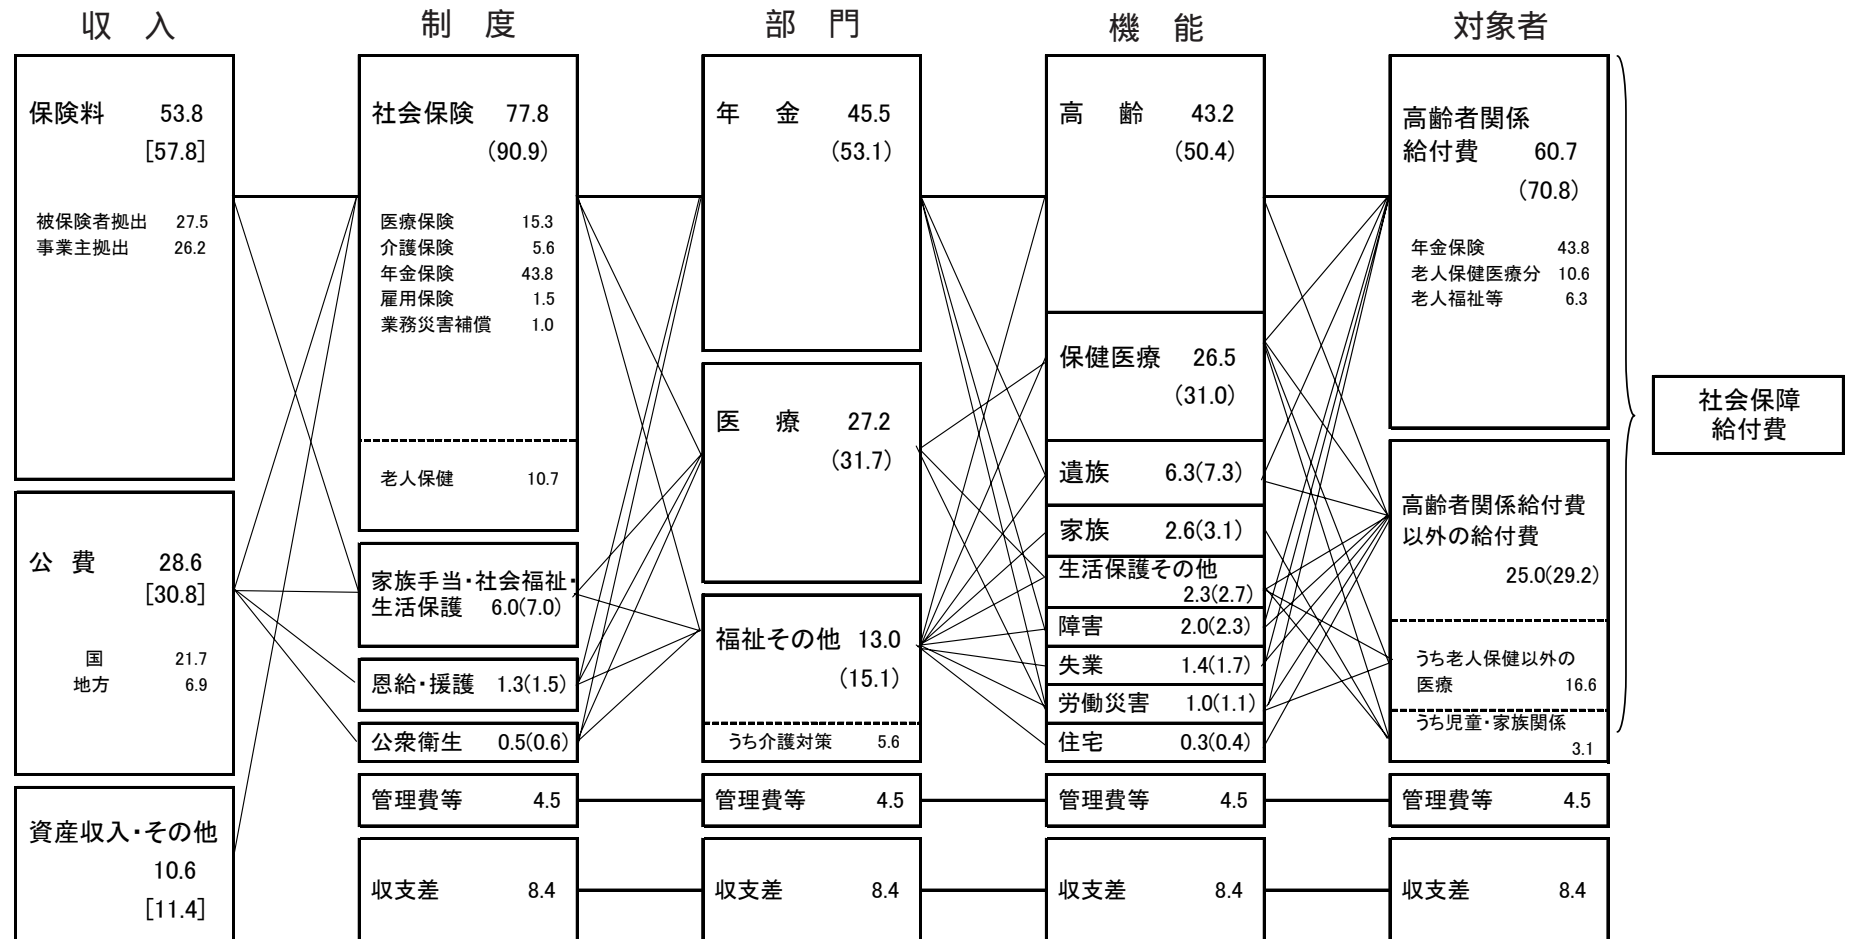 収　入
制　度
部　門
機　能
対象者
保険料 53.8
[57.8]
被保険者拠出 27.5
事業主拠出 26.2
公　費 28.6
[30.8]
国 21.7
地方 6.9
資産収入・その他
10.6
[11.4]
社会保険 77.8
(90.9)
医療保険 15.3
介護保険 5.6
年金保険 43.8
雇用保険 1.5
業務災害補償 1.0
老人保健 10.7
家族手当・社会福祉・
生活保護 6.0(7.0)
恩給・援護 1.3(1.5)
公衆衛生 0.5(0.6)
管理費等 4.5
収支差 8.4
年　金 45.5
(53.1)
医　療 27.2
(31.7)
福祉その他 13.0
(15.1)
うち介護対策 5.6
管理費等 4.5
収支差 8.4
高　齢 43.2
(50.4)
保健医療 26.5
(31.0)
遺族 6.3(7.3)
家族 2.6(3.1)
生活保護その他
2.3(2.7)
障害 2.0(2.3)
失業 1.4(1.7)
労働災害 1.0(1.1)
住宅 0.3(0.4)
管理費等 4.5
収支差 8.4
高齢者関係
給付費 60.7
(70.8)
年金保険 43.8
老人保健医療分 10.6
老人福祉等 6.3
高齢者関係給付費
以外の給付費
25.0(29.2)
うち老人保健以外の
医療 16.6
うち児童・家族関係
3.1
管理費等 4.5
収支差 8.4
社会保障
給付費